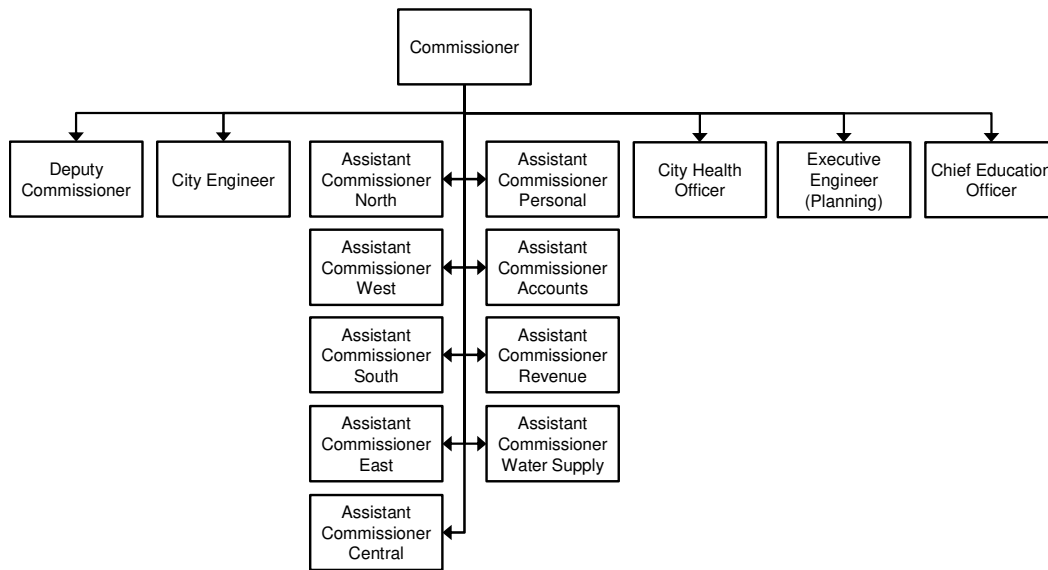 Commissioner
Deputy
Commissioner
City Engineer
Assistant
Commissioner
North
Assistant
Commissioner
Personal
City Health
Officer
Executive
Engineer
(Planning)
Chief Education
Officer
Assistant
Commissioner
West
Assistant
Commissioner
Accounts
Assistant
Commissioner
South
Assistant
Commissioner
Revenue
Assistant
Commissioner
East
Assistant
Commissioner
Water Supply
Assistant
Commissioner
Central